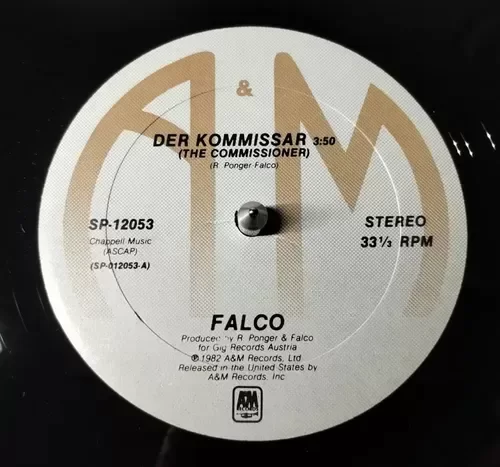 A & M
DER KOMMISSAR 3:50
(THE COMMISSIONER)
(R. Ponger-Falco)
SP-12053
Chappell Music
(ASCAP)
(SP-012053-A)
STEREO
33⅓ RPM
FALCO
Produced by R. Ponger & Falco
for Gig Records Austria
℗ 1982 A&M Records, Ltd.
Released in the United States by
A&M Records, Inc.
A&M
RECORDS